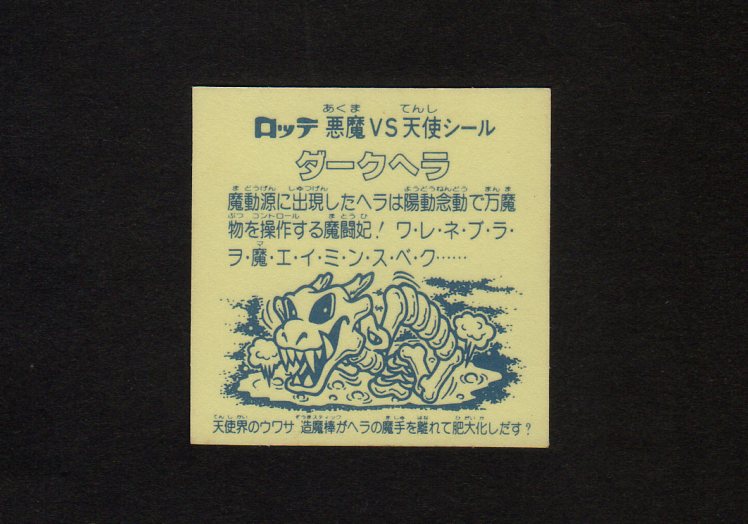 ロッテ 悪魔VS天使シール
ダークヘラ
魔動源に出現したヘラは陽動念動で万魔
物を操作する魔闘妃! ワ・レ・ネ・ブ・ラ・
ヲ・魔・エ・イ・ミ・ン・ス・ベ・ク……
天使界のウワサ 造魔棒がヘラの魔手を離れて肥大化しだす?